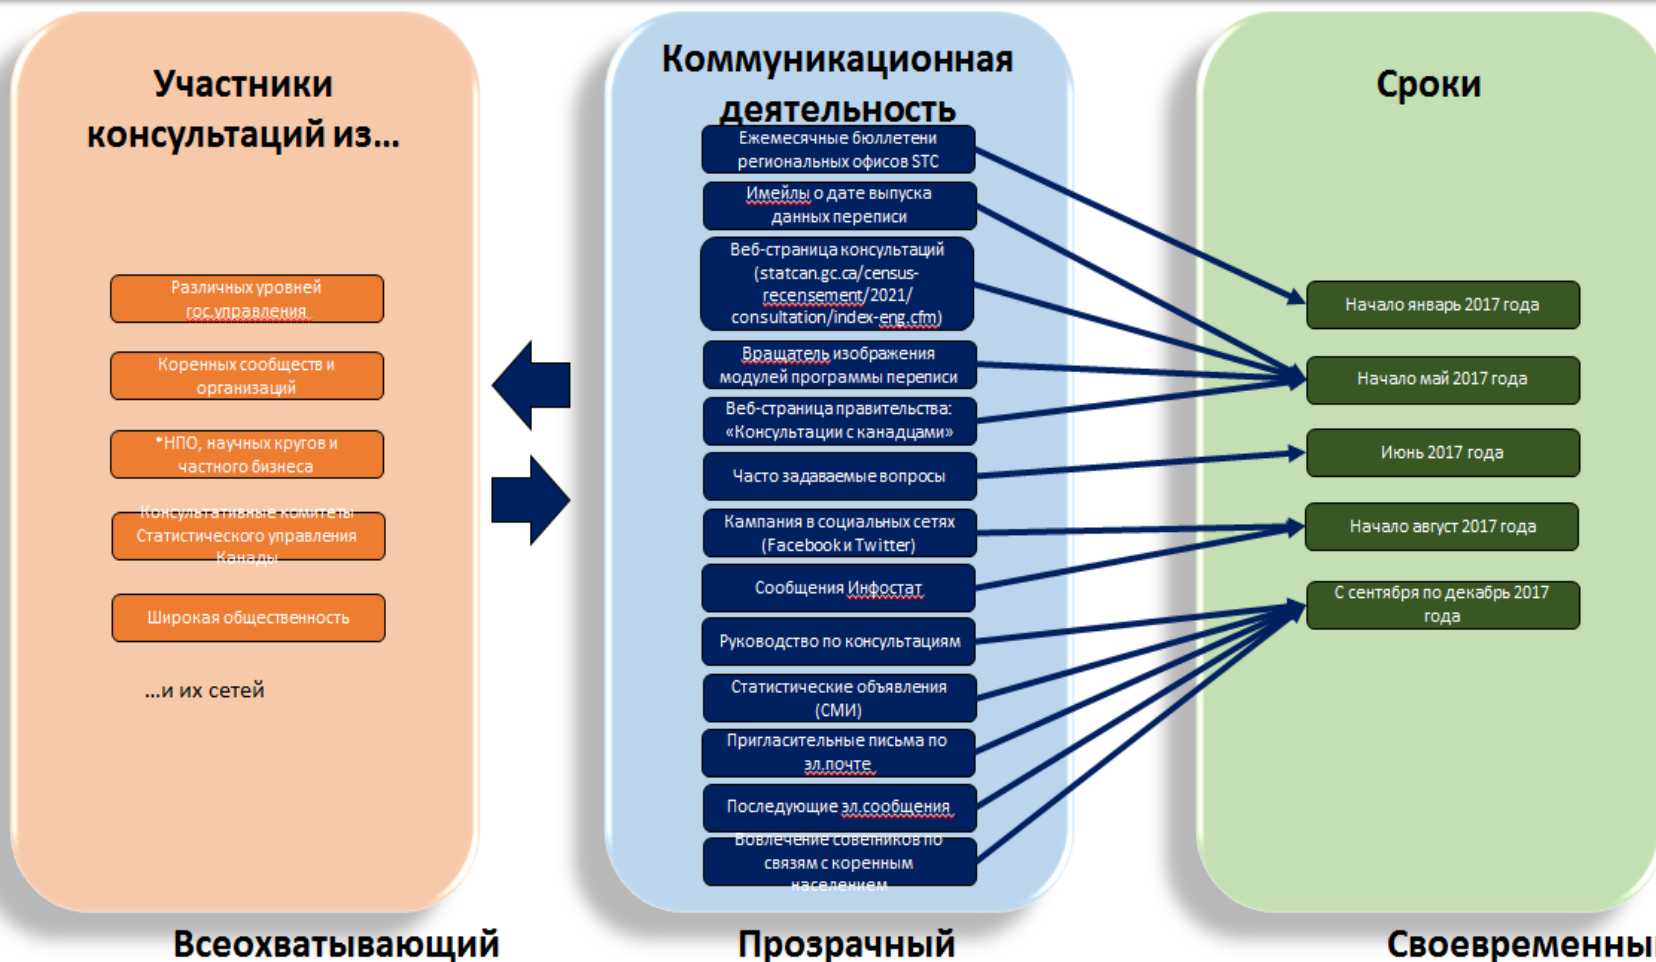 Участники
консультаций из...
Различных уровней
гос.управления
Коренных сообществ и
организаций
*НПО, научных кругов и
частного бизнеса
Консультативные комитеты
Статистического управления
Канады
Широкая общественность
...и их сетей
Всеохватывающий
Коммуникационная
деятельность
Ежемесячные бюллетени
региональных офисов STC
Имейлы о дате выпуска
данных переписи
Веб-страница консультаций
(statcan.gc.ca/census-
recensement/2021/
consultation/index-eng.cfm)
Вращатель изображения
модулей программы переписи
Веб-страница правительства:
«Консультации с канадцами»
Часто задаваемые вопросы
Кампания в социальных сетях
(Facebook и Twitter)
Сообщения Инфостат
Руководство по консультациям
Статистические объявления
(СМИ)
Пригласительные письма по
эл.почте
Последующие эл.сообщения
Вовлечение советников по
связям с коренным
населением
Прозрачный
Сроки
Начало январь 2017 года
Начало май 2017 года
Июнь 2017 года
Начало август 2017 года
С сентября по декабрь 2017
года
Своевременны